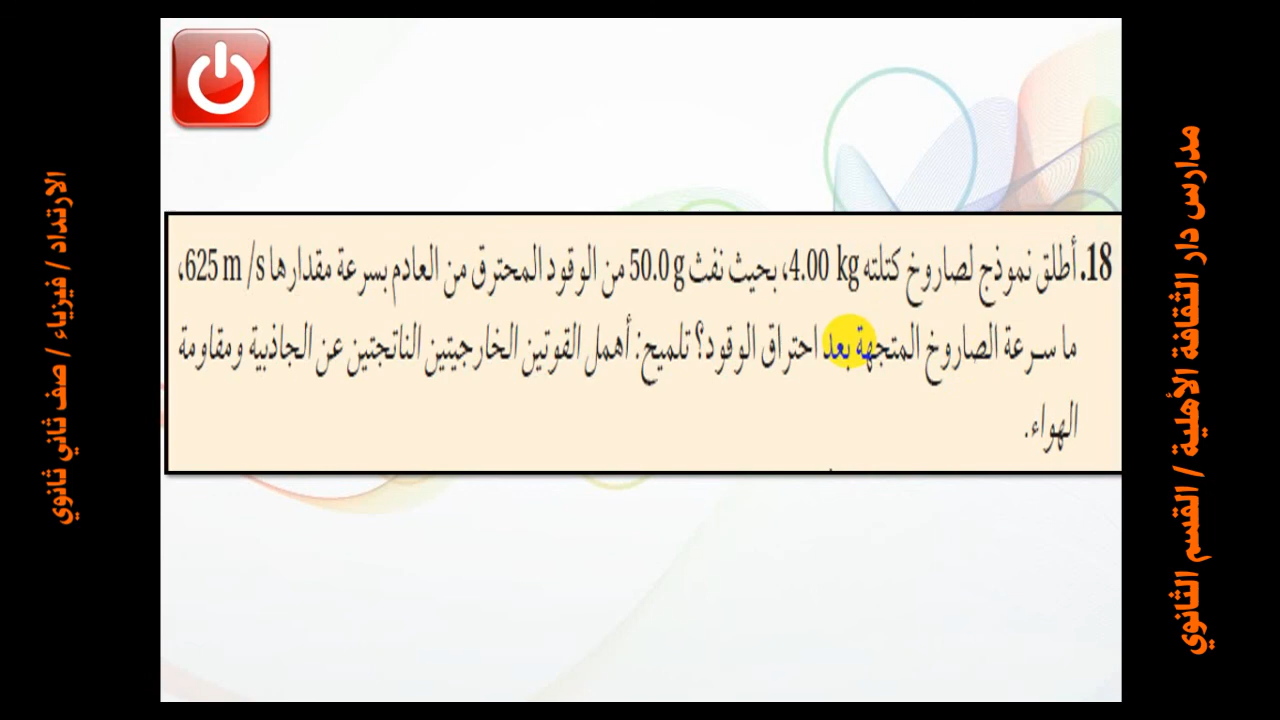 18. أطلق نموذج لصاروخ كتلته 4.00 kg، بحيث نفث 50.0 g من الوقود المحترق من العادم بسرعة مقدارها 625 m/s،
ما سرعة الصاروخ المتجهة بعد احتراق الوقود؟ تلميح: أهمل القوتين الخارجيتين الناتجتين عن الجاذبية ومقاومة
الهواء.
مدارس دار الثقافة الأهلية / القسم الثانوي
الارتداد / فيزياء / صف ثاني ثانوي